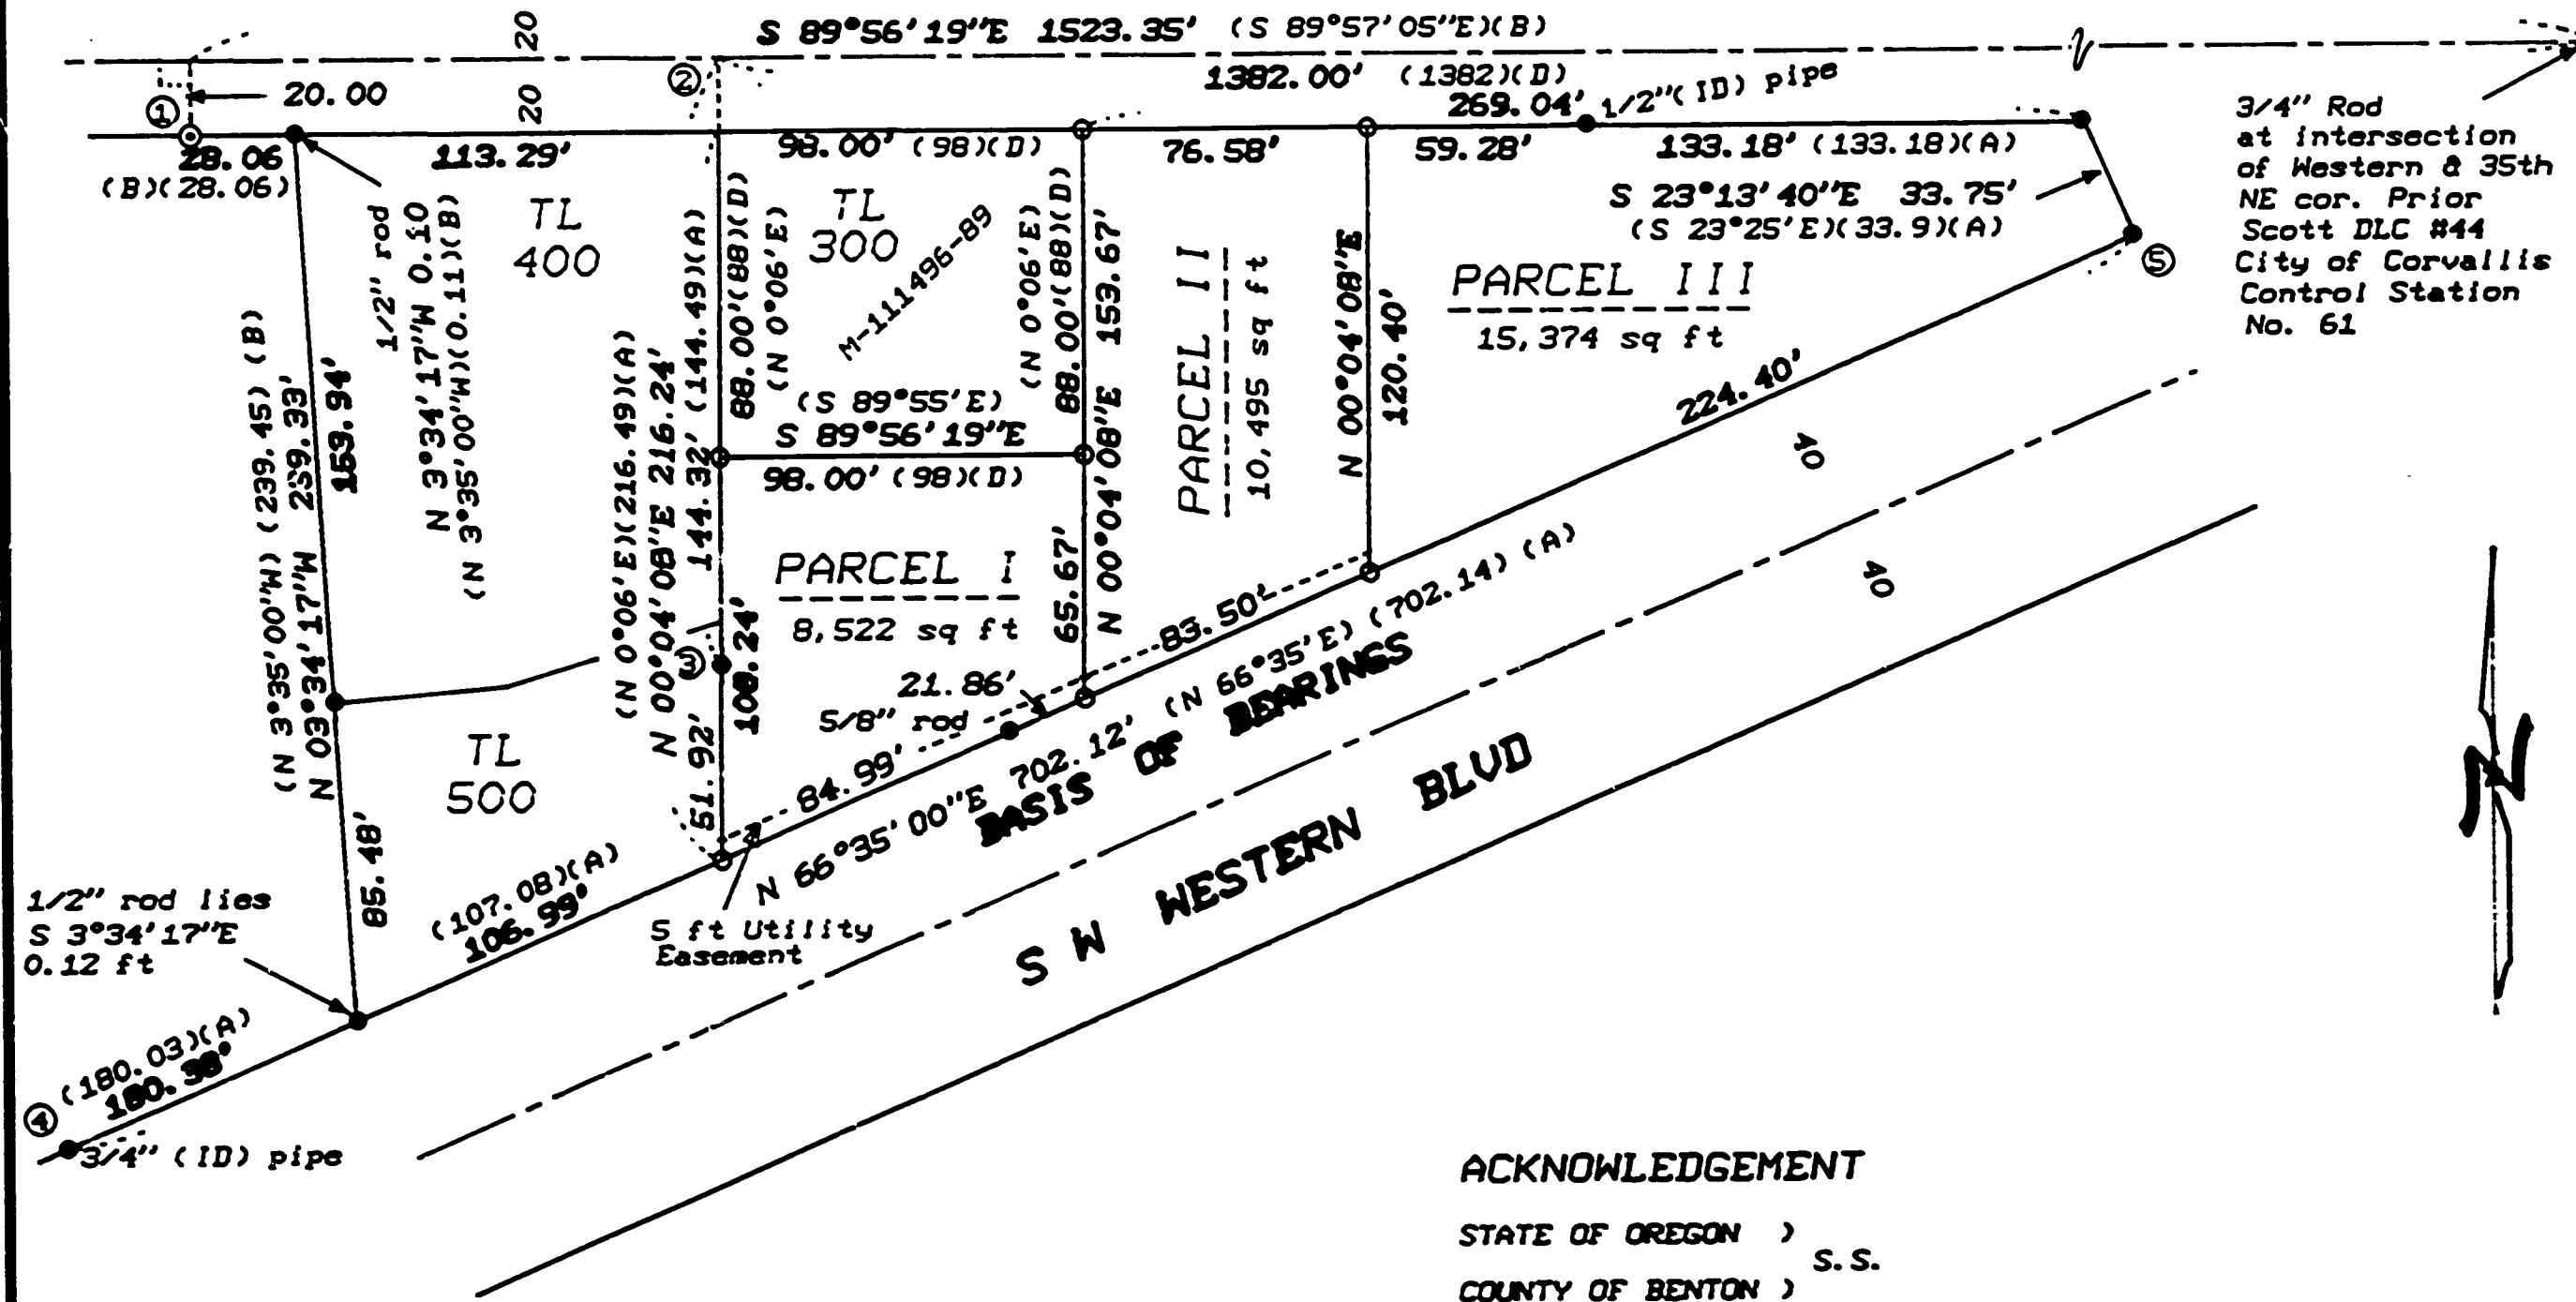 S 89°56'19"E 1523.35' (S 89°57'05"E)(B)
20
②
1382.00' (1382)(D)
269.04' 1/2"(ID) pipe
①
20.00
20
28.06
(B)(28.06)
113.29'
98.00' (98)(D)
76.58'
59.28'
133.18' (133.18)(A)
S 23°13'40"E 33.75'
(S 23°25'E)(33.9)(A)
3/4" Rod
at intersection
of Western & 35th
NE cor. Prior
Scott DLC #44
City of Corvallis
Control Station
No. 61
1/2" rod
N 3°34'17"W 0.10
(N 3°35'00"W)(0.11)(B)
TL
400
TL
300
M-111496-89
88.00'(88)(D)
(N 0°06'E)
(N 0°06'E)
88.00'(88)(D)
N 00°04'08"E 153.67'
PARCEL II
10,495 sq ft
N 00°04'08"E
120.40'
PARCEL III
15,374 sq ft
⑤
(N 3°35'00"W) (239.45) (B)
N 03°34'17"W 239.33'
153.94'
(N 0°06'E)(216.49)(A)
N 00°04'08"E 216.24'
144.32' (144.49)(A)
(S 89°55'E)
S 89°56'19"E
98.00' (98)(D)
224.40'
40
40
PARCEL I
8,522 sq ft
65.67'
③
108.24'
51.92'
21.86'
5/8" rod
84.99'
83.50'
N 66°35'00"E 702.12' (N 66°35'E) (702.14) (A)
BASIS OF BEARINGS
S W WESTERN BLVD
TL
500
85.48'
(107.08)(A)
106.99'
5 ft Utility
Easement
1/2" rod lies
S 3°34'17"E
0.12 ft
(180.03)(A)
180.38'
④
3/4" (ID) pipe
N
ACKNOWLEDGEMENT
STATE OF OREGON )
S.S.
COUNTY OF BENTON )